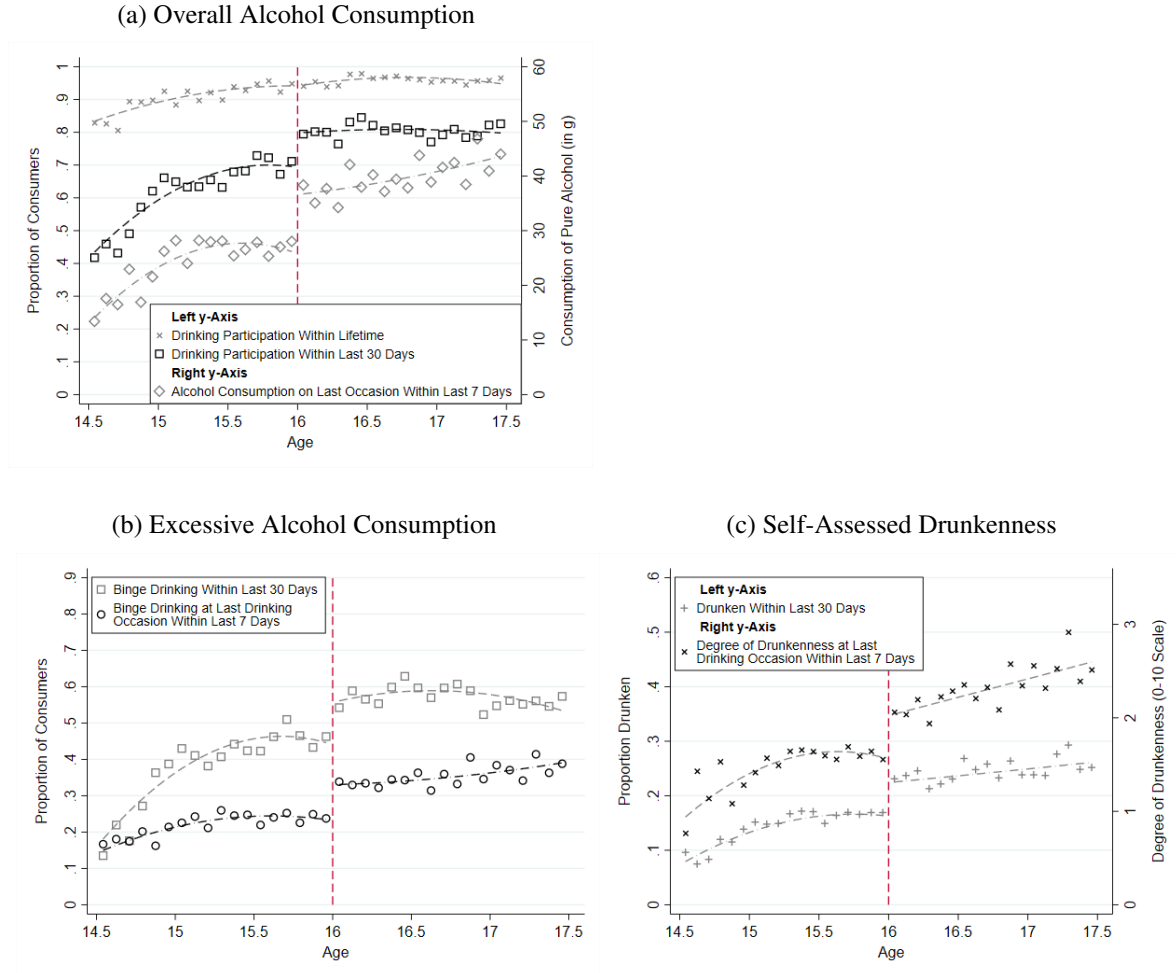 (a) Overall Alcohol Consumption
Proportion of Consumers
1
.9
.8
.7
.6
.5
.4
.3
.2
.1
0
60
50
40
30
20
10
0
Consumption of Pure Alcohol (in g)
Left y-Axis
Drinking Participation Within Lifetime
Drinking Participation Within Last 30 Days
Right y-Axis
Alcohol Consumption on Last Occasion Within Last 7 Days
14.5 15 15.5 16 16.5 17 17.5
Age
(b) Excessive Alcohol Consumption
Proportion of Consumers
.9
.8
.7
.6
.5
.4
.3
.2
.1
0
Binge Drinking Within Last 30 Days
Binge Drinking at Last Drinking
Occasion Within Last 7 Days
14.5 15 15.5 16 16.5 17 17.5
Age
(c) Self-Assessed Drunkenness
Proportion Drunken
.6
.5
.4
.3
.2
.1
0
3
2
1
0
Degree of Drunkenness (0-10 Scale)
Left y-Axis
Drunken Within Last 30 Days
Right y-Axis
Degree of Drunkenness at Last
Drinking Occasion Within Last 7 Days
14.5 15 15.5 16 16.5 17 17.5
Age